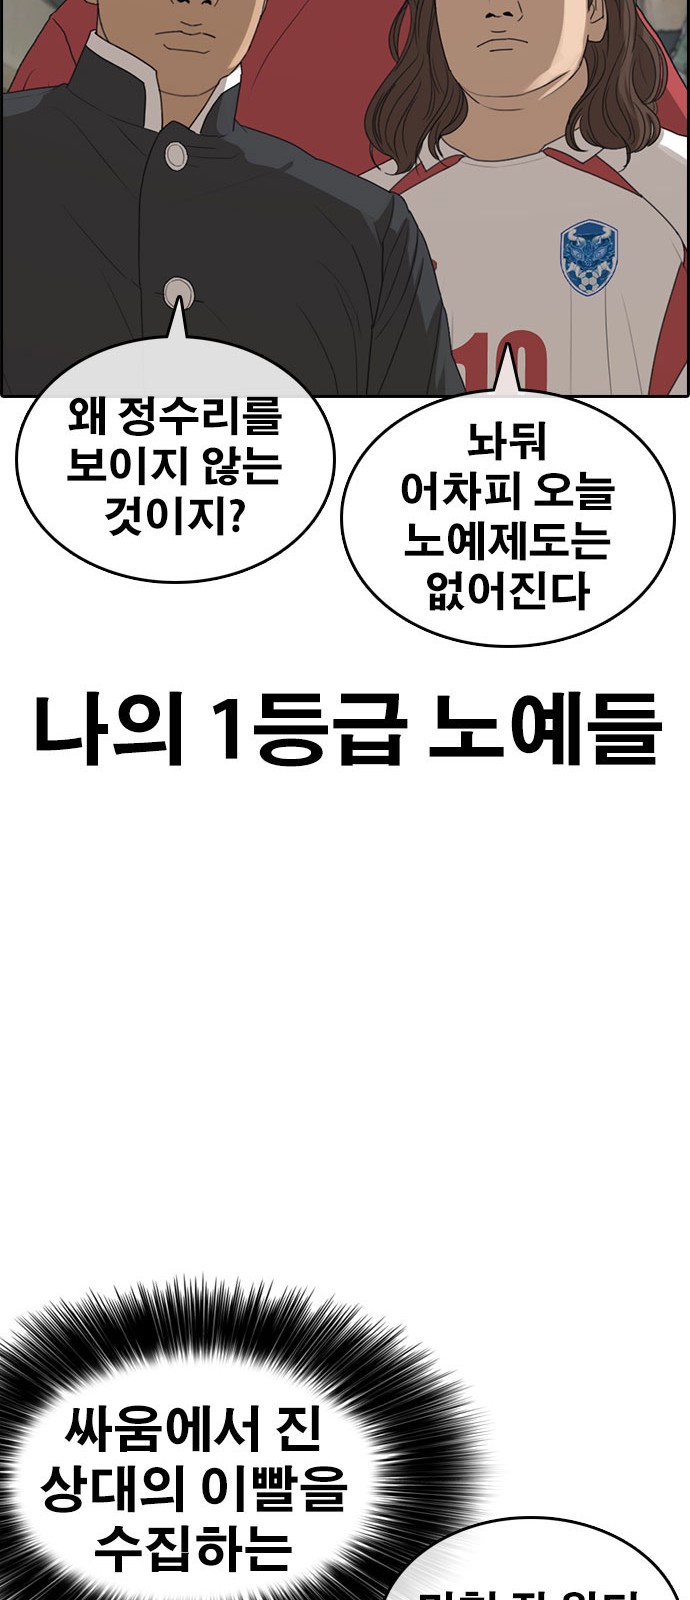 10
왜 정수리를
보이지 않는
것이지?
놔둬
어차피 오늘
노예제도는
없어진다
나의 1등급 노예들
싸움에서 진
상대의 이빨을
수집하는